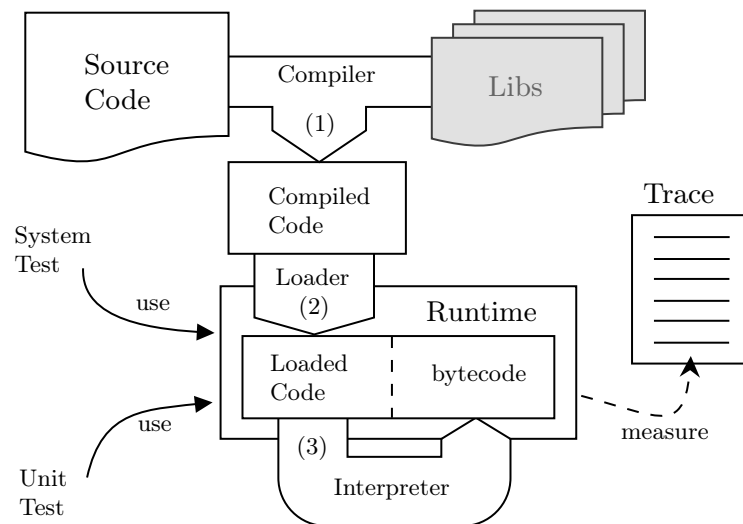 Source
Code
Compiler
Libs
(1)
Compiled
Code
Trace
System
Test
Loader
(2)
use
Runtime
Loaded
Code
bytecode
use
measure
(3)
Unit
Test
Interpreter